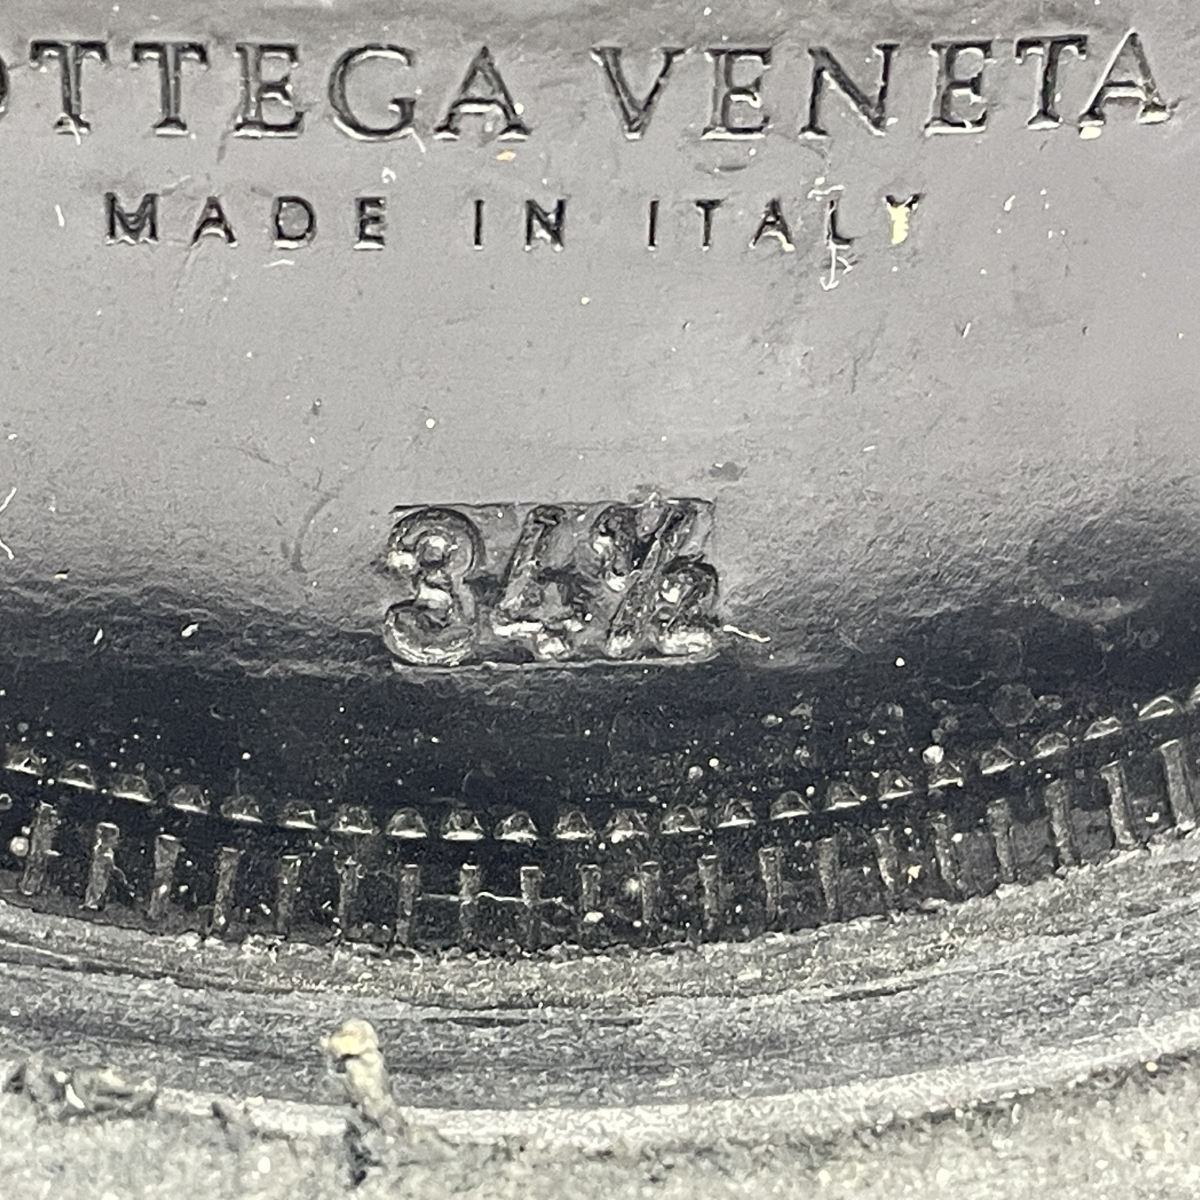 OTTEGA VENETA
MADE IN ITALY
34½